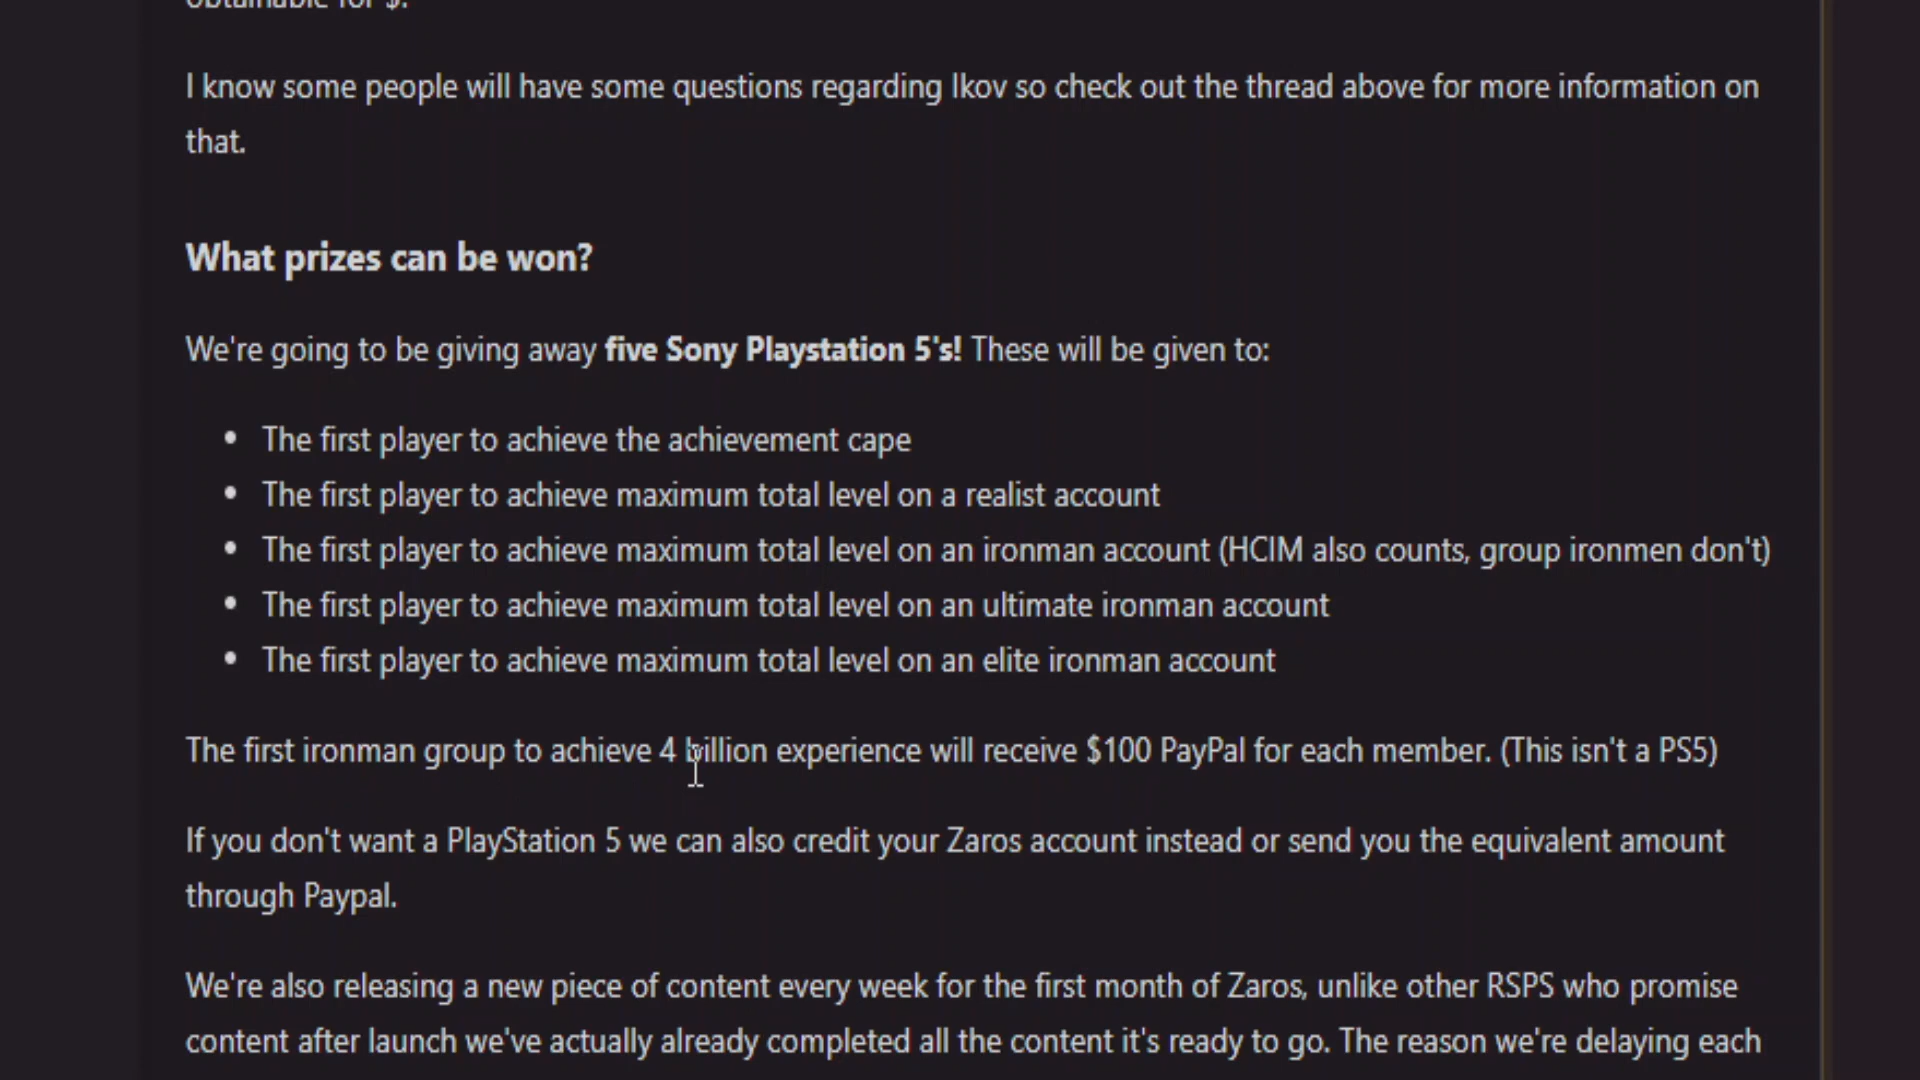 obtainable for $.
I know some people will have some questions regarding Ikov so check out the thread above for more information on
that.
What prizes can be won?
We're going to be giving away five Sony Playstation 5's! These will be given to:
• The first player to achieve the achievement cape
• The first player to achieve maximum total level on a realist account
• The first player to achieve maximum total level on an ironman account (HCIM also counts, group ironmen don't)
• The first player to achieve maximum total level on an ultimate ironman account
• The first player to achieve maximum total level on an elite ironman account
The first ironman group to achieve 4 billion experience will receive $100 PayPal for each member. (This isn't a PS5)
If you don't want a PlayStation 5 we can also credit your Zaros account instead or send you the equivalent amount
through Paypal.
We're also releasing a new piece of content every week for the first month of Zaros, unlike other RSPS who promise
content after launch we've actually already completed all the content it's ready to go. The reason we're delaying each